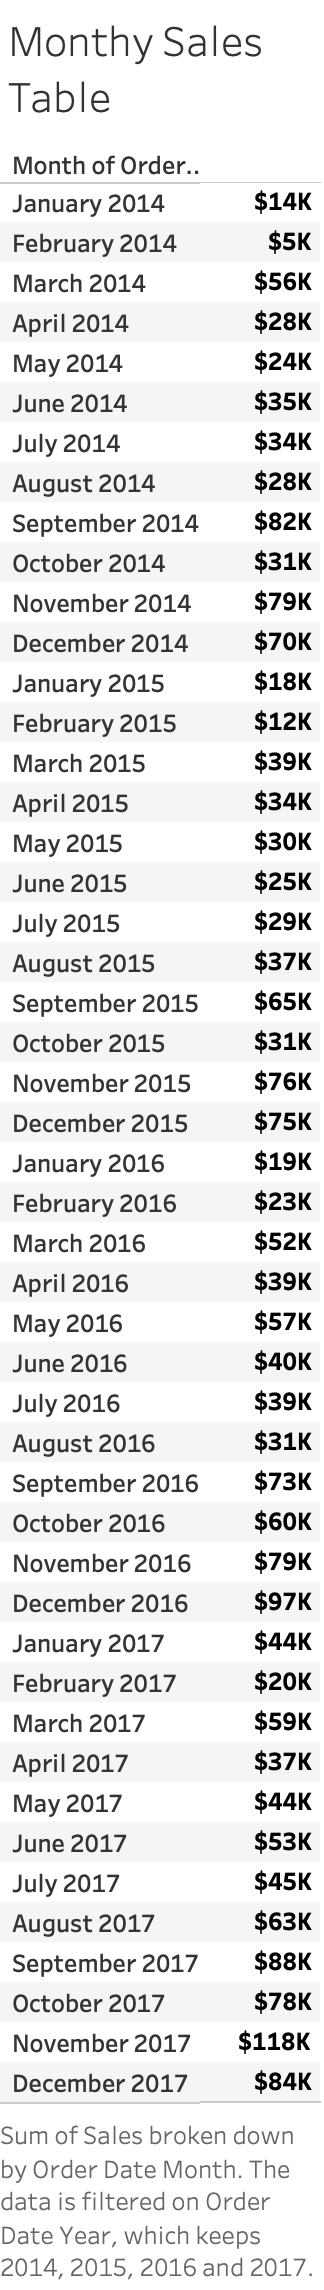 Monthy Sales
Table
Month of Order..
January 2014 $14K
February 2014 $5K
March 2014 $56K
April 2014 $28K
May 2014 $24K
June 2014 $35K
July 2014 $34K
August 2014 $28K
September 2014 $82K
October 2014 $31K
November 2014 $79K
December 2014 $70K
January 2015 $18K
February 2015 $12K
March 2015 $39K
April 2015 $34K
May 2015 $30K
June 2015 $25K
July 2015 $29K
August 2015 $37K
September 2015 $65K
October 2015 $31K
November 2015 $76K
December 2015 $75K
January 2016 $19K
February 2016 $23K
March 2016 $52K
April 2016 $39K
May 2016 $57K
June 2016 $40K
July 2016 $39K
August 2016 $31K
September 2016 $73K
October 2016 $60K
November 2016 $79K
December 2016 $97K
January 2017 $44K
February 2017 $20K
March 2017 $59K
April 2017 $37K
May 2017 $44K
June 2017 $53K
July 2017 $45K
August 2017 $63K
September 2017 $88K
October 2017 $78K
November 2017 $118K
December 2017 $84K
Sum of Sales broken down
by Order Date Month. The
data is filtered on Order
Date Year, which keeps
2014, 2015, 2016 and 2017.